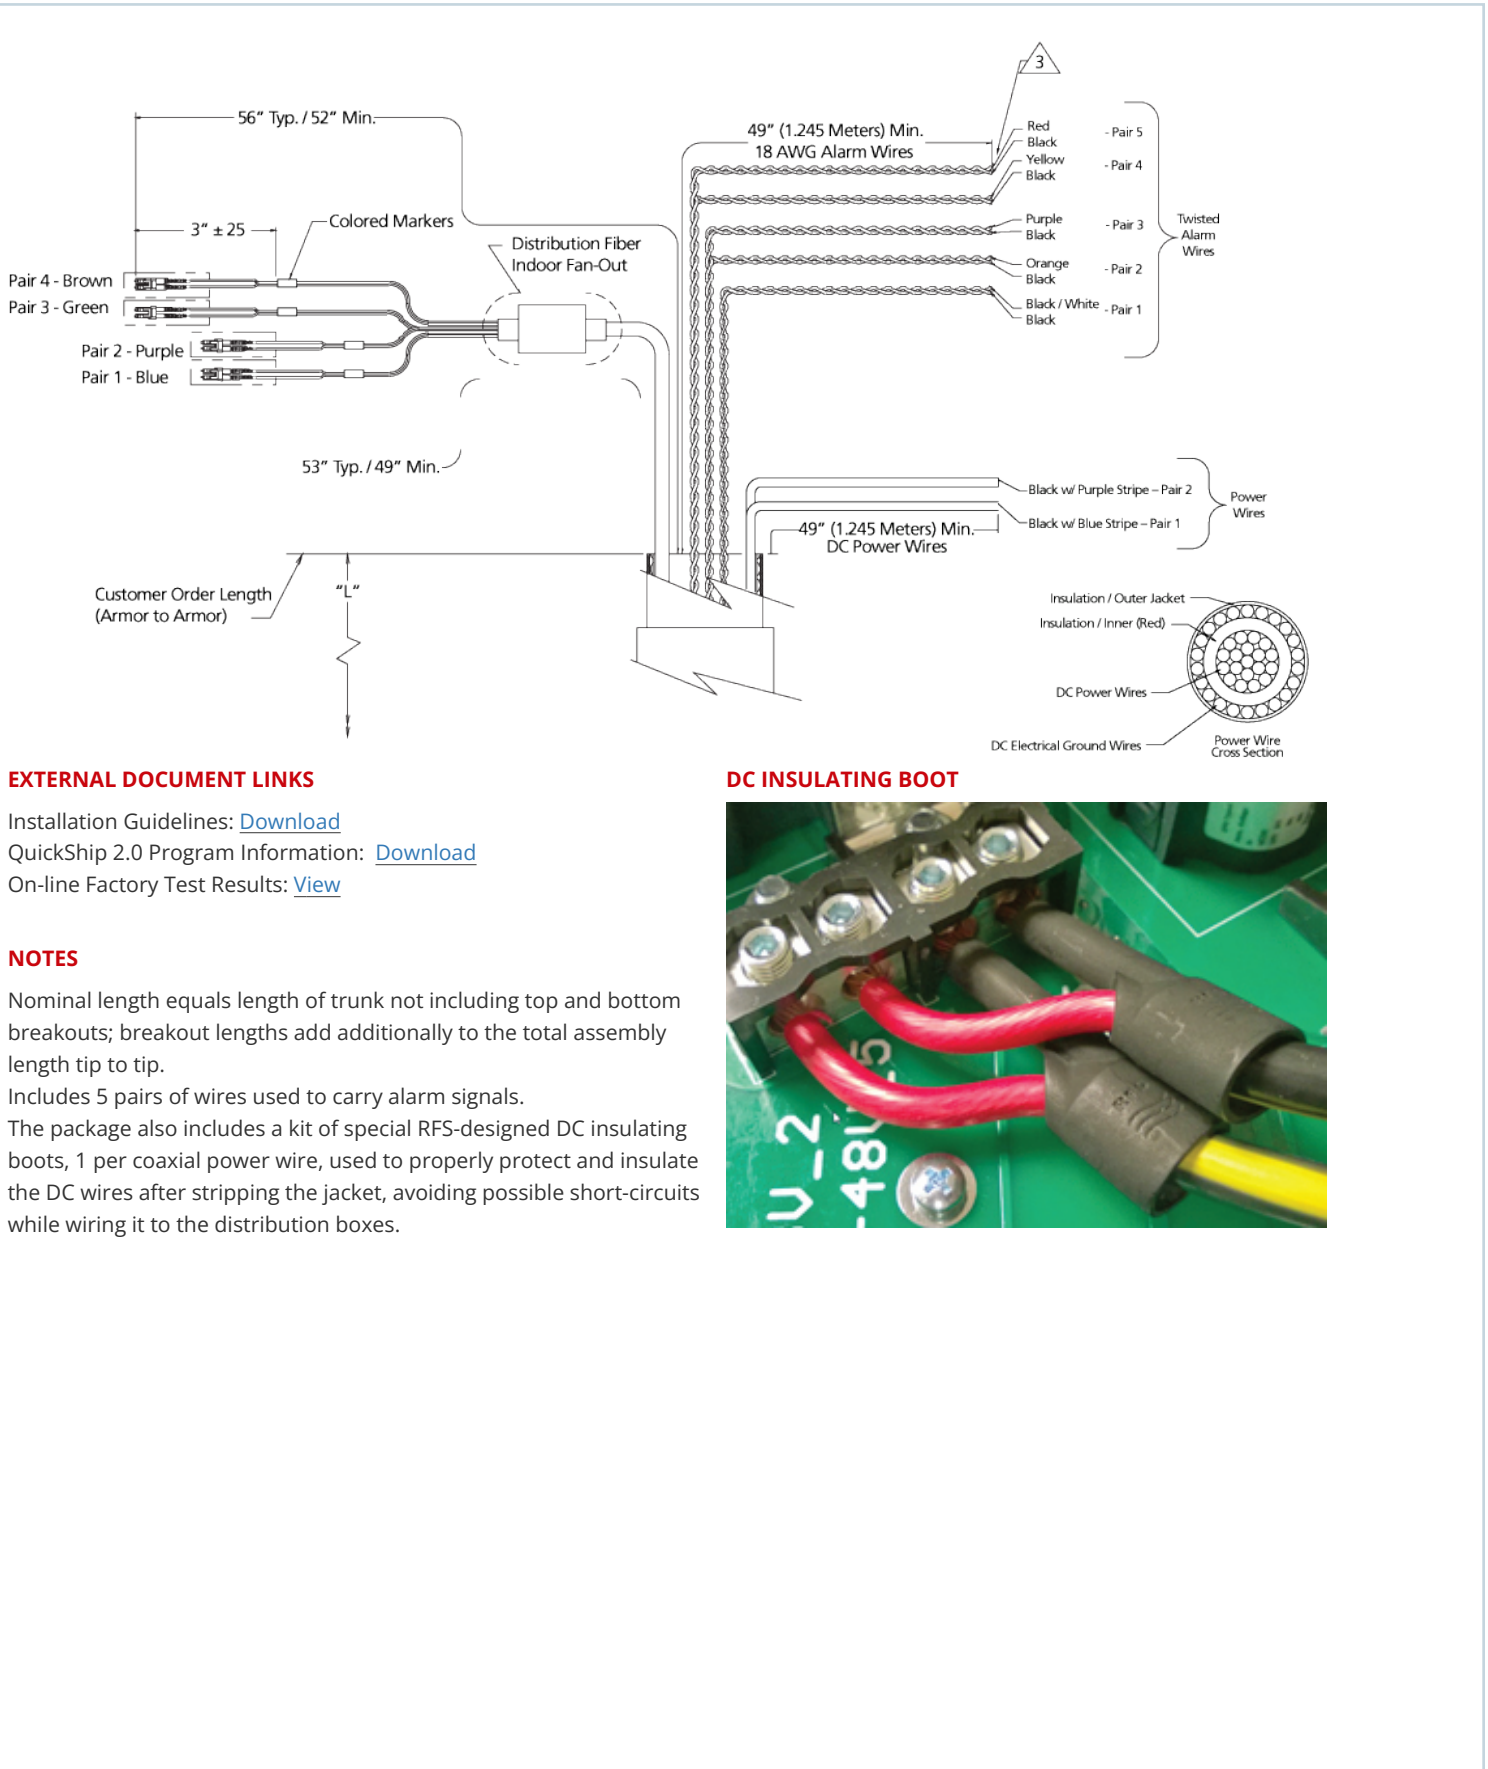 3
56" Typ. / 52" Min.
49" (1.245 Meters) Min.
18 AWG Alarm Wires
Red
Black
- Pair 5
Yellow
Black
- Pair 4
Purple
Black
- Pair 3
Orange
Black
- Pair 2
Black / White
Black
- Pair 1
Twisted
Alarm
Wires
3" ± 25
Colored Markers
Distribution Fiber
Indoor Fan-Out
Pair 4 - Brown
Pair 3 - Green
Pair 2 - Purple
Pair 1 - Blue
53" Typ. / 49" Min.
Black w/ Purple Stripe – Pair 2
Black w/ Blue Stripe – Pair 1
Power
Wires
49" (1.245 Meters) Min.
DC Power Wires
Customer Order Length
(Armor to Armor)
"L"
Insulation / Outer Jacket
Insulation / Inner (Red)
DC Power Wires
DC Electrical Ground Wires
Power Wire
Cross Section
EXTERNAL DOCUMENT LINKS
Installation Guidelines: Download
QuickShip 2.0 Program Information: Download
On-line Factory Test Results: View
NOTES
Nominal length equals length of trunk not including top and bottom
breakouts; breakout lengths add additionally to the total assembly
length tip to tip.
Includes 5 pairs of wires used to carry alarm signals.
The package also includes a kit of special RFS-designed DC insulating
boots, 1 per coaxial power wire, used to properly protect and insulate
the DC wires after stripping the jacket, avoiding possible short-circuits
while wiring it to the distribution boxes.
DC INSULATING BOOT